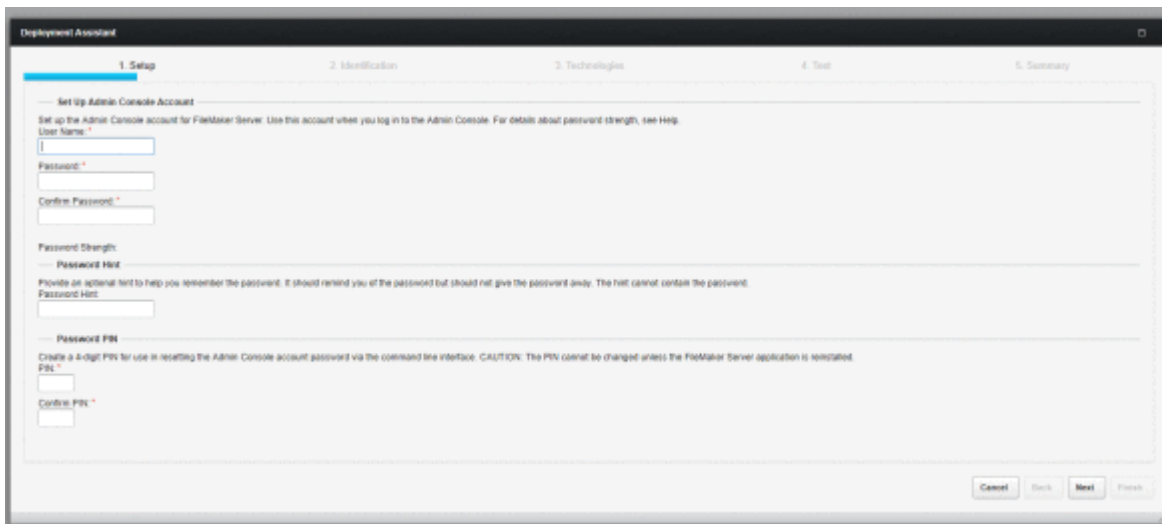 Deployment Assistant
1. Setup 2. Identification 3. Technologies 4. Test 5. Summary
Set Up Admin Console Account
Set up the Admin Console account for FileMaker Server. Use this account when you log in to the Admin Console. For details about password strength, see Help.
User Name: *
Password: *
Confirm Password: *
Password Strength:
Password Hint
Provide an optional hint to help you remember the password. It should remind you of the password but should not give the password away. The hint cannot contain the password.
Password Hint:
Password PIN
Create a 4-digit PIN for use in resetting the Admin Console account password via the command line interface. CAUTION: The PIN cannot be changed unless the FileMaker Server application is reinstalled.
PIN: *
Confirm PIN: *
Cancel Back Next Finish